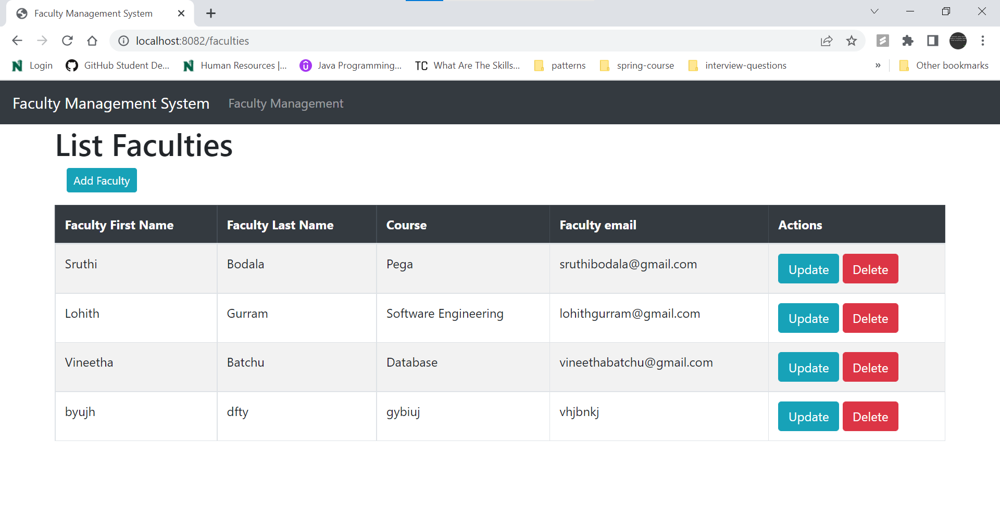 Faculty Management System
localhost:8082/faculties
Login GitHub Student De... Human Resources |... Java Programming... TC What Are The Skills... patterns spring-course interview-questions » Other bookmarks
Faculty Management System Faculty Management
List Faculties
Add Faculty
Faculty First Name Faculty Last Name Course Faculty email Actions
Sruthi Bodala Pega sruthibodala@gmail.com Update Delete
Lohith Gurram Software Engineering lohithgurram@gmail.com Update Delete
Vineetha Batchu Database vineethabatchu@gmail.com Update Delete
byujh dfty gybiuj vhjbnkj Update Delete